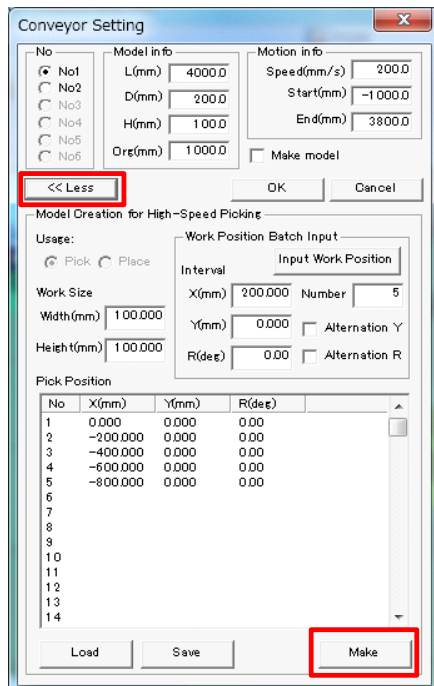 Conveyor Setting
No
No1
No2
No3
No4
No5
No6
Model info
L(mm) 4000.0
D(mm) 200.0
H(mm) 100.0
Org(mm) 1000.0
Motion info
Speed(mm/s) 200.0
Start(mm) -1000.0
End(mm) 3800.0
Make model
<< Less
OK
Cancel
Model Creation for High-Speed Picking
Usage:
Pick Place
Work Size
Width(mm) 100.000
Height(mm) 100.000
Work Position Batch Input
Interval
Input Work Position
X(mm) 200.000 Number 5
Y(mm) 0.000 Alternation Y
R(deg) 0.00 Alternation R
Pick Position
No X(mm) Y(mm) R(deg)
1 0.000 0.000 0.00
2 -200.000 0.000 0.00
3 -400.000 0.000 0.00
4 -600.000 0.000 0.00
5 -800.000 0.000 0.00
6
7
8
9
10
11
12
13
14
Load
Save
Make